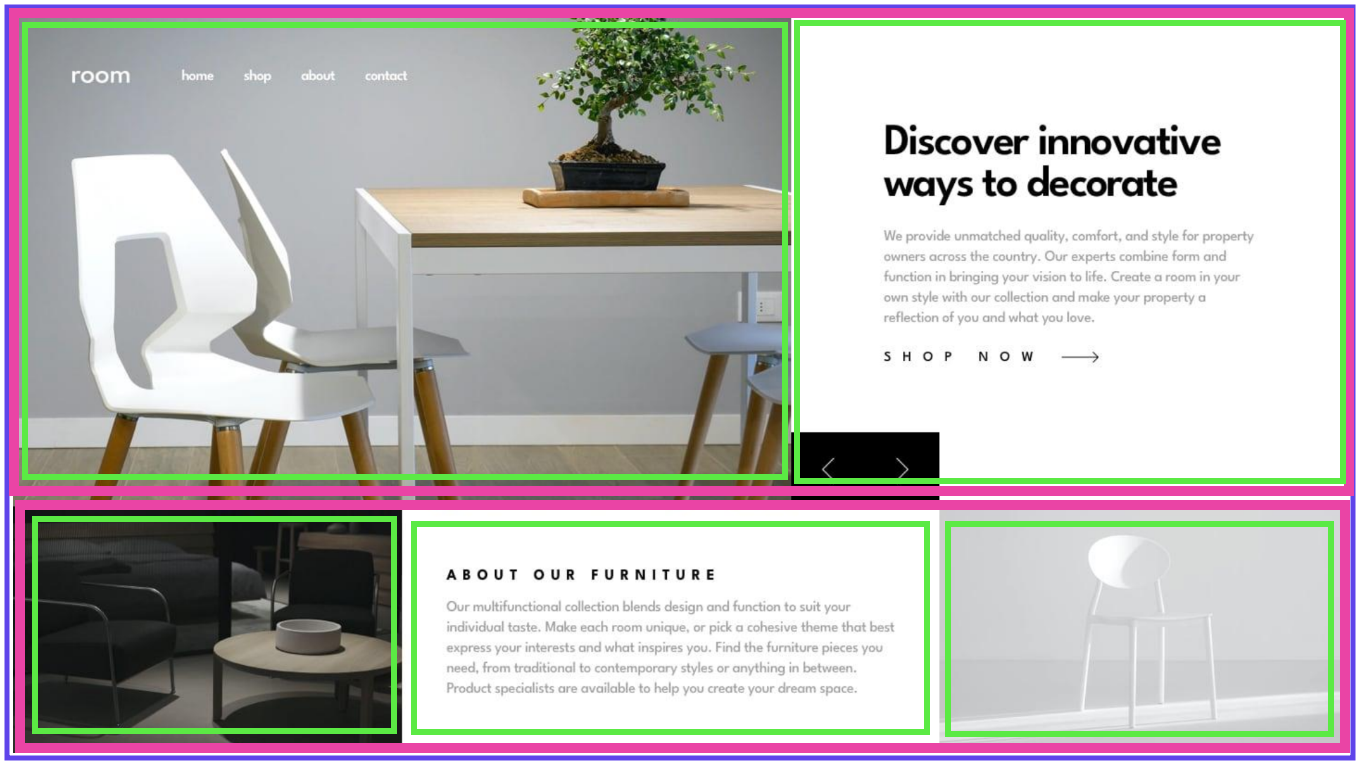 room home shop about contact
Discover innovative
ways to decorate
We provide unmatched quality, comfort, and style for property
owners across the country. Our experts combine form and
function in bringing your vision to life. Create a room in your
own style with our collection and make your property a
reflection of you and what you love.
SHOP NOW
ABOUT OUR FURNITURE
Our multifunctional collection blends design and function to suit your
individual taste. Make each room unique, or pick a cohesive theme that best
express your interests and what inspires you. Find the furniture pieces you
need, from traditional to contemporary styles or anything in between.
Product specialists are available to help you create your dream space.